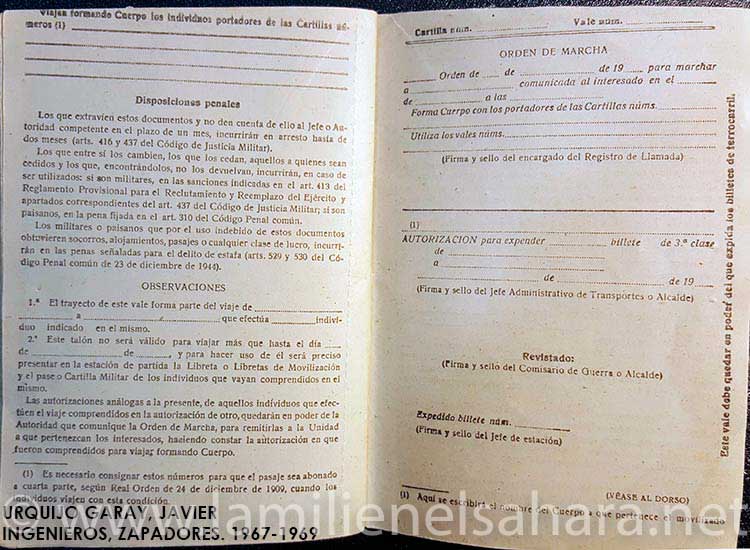 Viajan formando Cuerpo los individuos portadores de las Cartillas nú-
meros (1)
Disposiciones penales
Los que extravíen estos documentos y no den cuenta de ello al Jefe o Au-
toridad competente en el plazo de un mes, incurrirán en arresto hasta de
dos meses (arts. 416 y 437 del Código de Justicia Militar).
Los que entre sí los cambien, los que los cedan, aquellos a quienes sean
cedidos y los que, encontrándolos, no los devuelvan, incurrirán, en caso de
ser utilizados: si son militares, en las sanciones indicadas en el art. 413 del
Reglamento Provisional para el Reclutamiento y Reemplazo del Ejército y
apartados correspondientes del art. 437 del Código de Justicia Militar; si son
paisanos, en la pena fijada en el art. 310 del Código Penal común.
Los militares o paisanos que por el uso indebido de estos documentos
obtuvieren socorros, alojamientos, pasajes o cualquier clase de lucro, incurri-
rán en las penas señaladas para el delito de estafa (arts. 529 y 530 del Có-
digo Penal común de 23 de diciembre de 1944).
OBSERVACIONES
1.ª El trayecto de este vale forma parte del viaje de
a , que efectúa indivi-
duo indicado en el mismo.
2.ª Este talón no será válido para viajar más que hasta el día
de de , y para hacer uso de él será preciso
presentar en la estación de partida la Libreta o Libretas de Movilización
y el pase o Cartilla Militar de los individuos que vayan comprendidos en el
mismo.
Las autorizaciones análogas a la presente, de aquellos individuos que efec-
túen el viaje comprendidos en la autorización de otro, quedarán en poder de la
Autoridad que comunique la Orden de Marcha, para remitirlas a la Unidad
a que pertenezcan los interesados, haciendo constar la autorización en que
fueron comprendidos para viajar formando Cuerpo.
(1) Es necesario consignar estos números para que el pasaje sea abonado
a cuarta parte, según Real Orden de 24 de diciembre de 1909, cuando los
individuos viajen con esta condición.
URQUIJO GARAY, JAVIER
INGENIEROS, ZAPADORES. 1967-1969
Cartilla núm. Vale núm.
ORDEN DE MARCHA
Orden de de de 19 para marchar
a comunicada al interesado en el
de a las
Forma Cuerpo con los portadores de las Cartillas núms.
Utiliza los vales núms.
(Firma y sello del encargado del Registro de Llamada)
(1)
AUTORIZACION para expender billete de 3.ª clase
de
a
de de 19
(Firma y sello del Jefe Administrativo de Transportes o Alcalde)
Revistado:
(Firma y sello del Comisario de Guerra o Alcalde)
Expedido billete núm.
(Firma y sello del Jefe de estación)
(VÉASE AL DORSO)
(1) Aquí se escribirá el nombre del Cuerpo a que pertenece el movilizado
Este vale debe quedar en poder del que expida los billetes de ferrocarril.
© www.lamilienelsahara.net